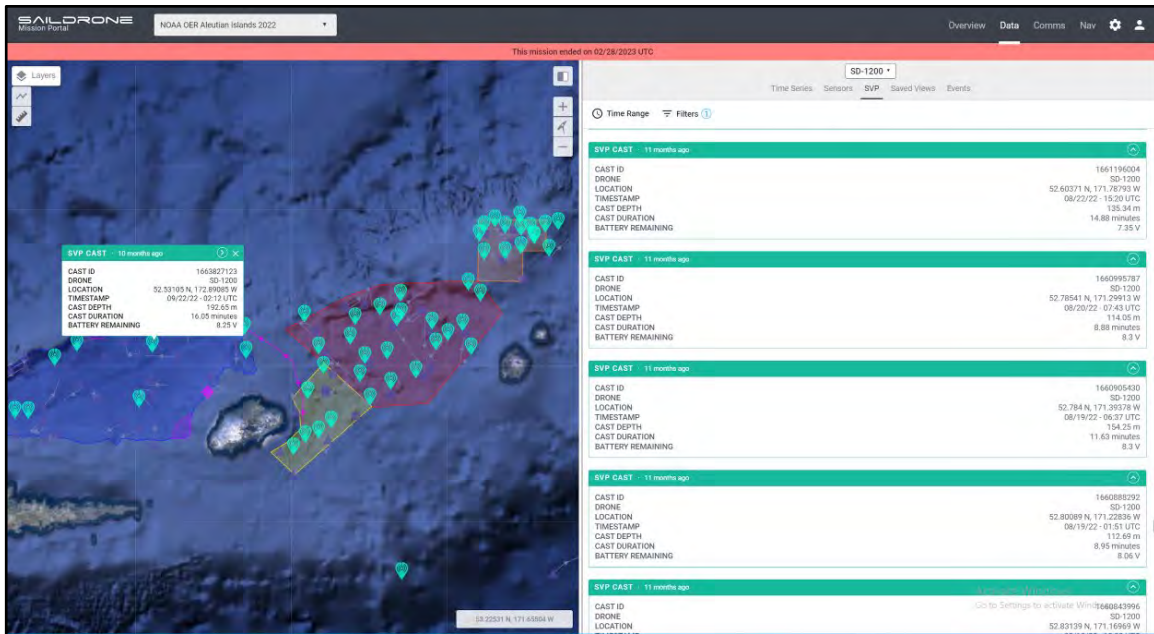 SAILDRONE
Mission Portal
NOAA OER Aleutian Islands 2022
Overview Data Comms Nav
This mission ended on 02/28/2023 UTC
Layers
SVP CAST - 10 months ago
CAST ID 1663827123
DRONE SD-1200
LOCATION 52.53105 N, 172.89085 W
TIMESTAMP 09/22/22 - 02:12 UTC
CAST DEPTH 192.65 m
CAST DURATION 16.05 minutes
BATTERY REMAINING 8.25 V
53.22531 N, 171.65904 W
SD-1200
Time Series Sensors SVP Saved Views Events
Time Range Filters 1
SVP CAST - 11 months ago
CAST ID 1661196004
DRONE SD-1200
LOCATION 52.60371 N, 171.78793 W
TIMESTAMP 08/22/22 - 15:20 UTC
CAST DEPTH 135.34 m
CAST DURATION 14.88 minutes
BATTERY REMAINING 7.35 V
SVP CAST - 11 months ago
CAST ID 1660995787
DRONE SD-1200
LOCATION 52.78541 N, 171.29913 W
TIMESTAMP 08/20/22 - 07:43 UTC
CAST DEPTH 114.05 m
CAST DURATION 8.88 minutes
BATTERY REMAINING 8.3 V
SVP CAST - 11 months ago
CAST ID 1660905430
DRONE SD-1200
LOCATION 52.784 N, 171.39378 W
TIMESTAMP 08/19/22 - 06:37 UTC
CAST DEPTH 154.25 m
CAST DURATION 11.63 minutes
BATTERY REMAINING 8.3 V
SVP CAST - 11 months ago
CAST ID 1660888292
DRONE SD-1200
LOCATION 52.80089 N, 171.22836 W
TIMESTAMP 08/19/22 - 01:51 UTC
CAST DEPTH 112.69 m
CAST DURATION 8.95 minutes
BATTERY REMAINING 8.06 V
SVP CAST - 11 months ago
Activate Windows
Go to Settings to activate Windows
CAST ID 1660843996
DRONE SD-1200
LOCATION 52.83139 N, 171.16969 W